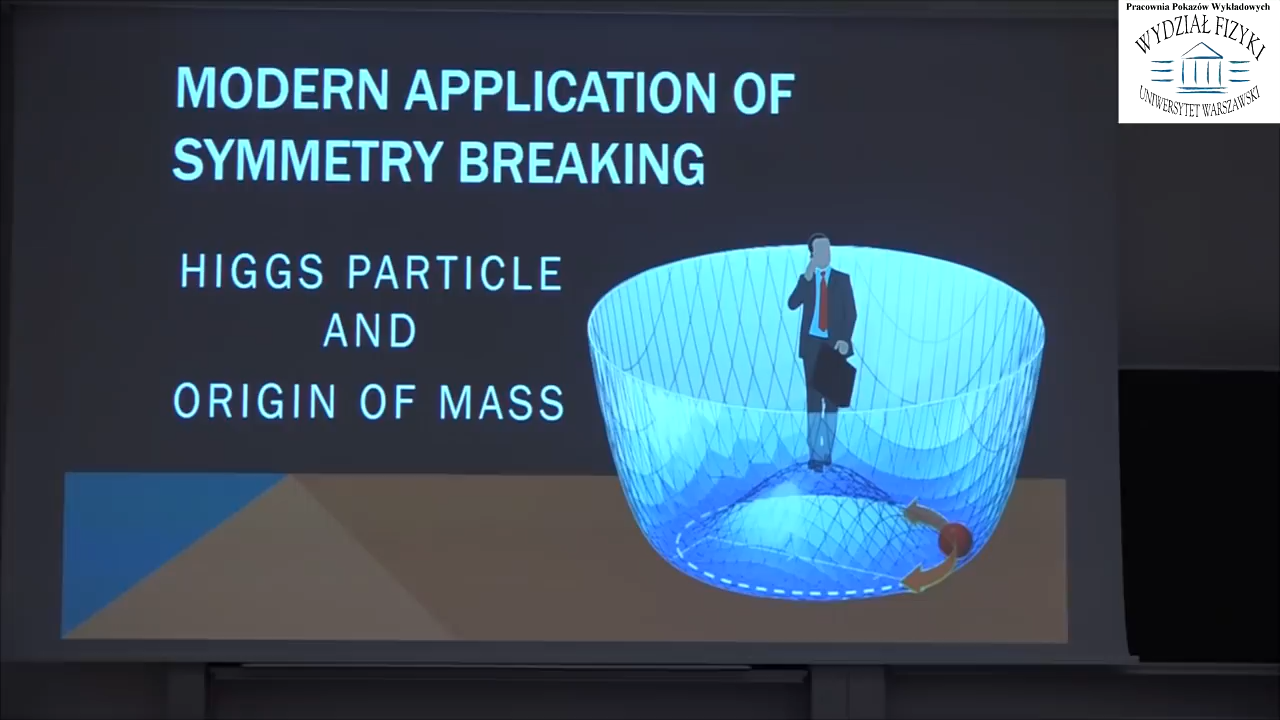 Pracownia Pokazów Wykładowych
WYDZIAŁ FIZYKI
UNIWERSYTET WARSZAWSKI
MODERN APPLICATION OF
SYMMETRY BREAKING
HIGGS PARTICLE
AND
ORIGIN OF MASS